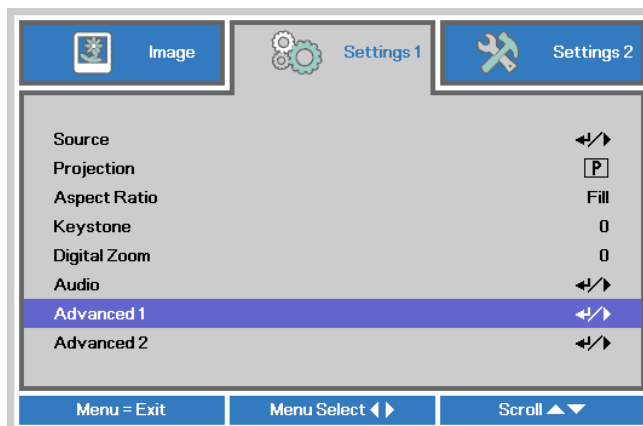 Image Settings 1 Settings 2
Source
Projection P
Aspect Ratio Fill
Keystone 0
Digital Zoom 0
Audio
Advanced 1
Advanced 2
Menu = Exit Menu Select Scroll